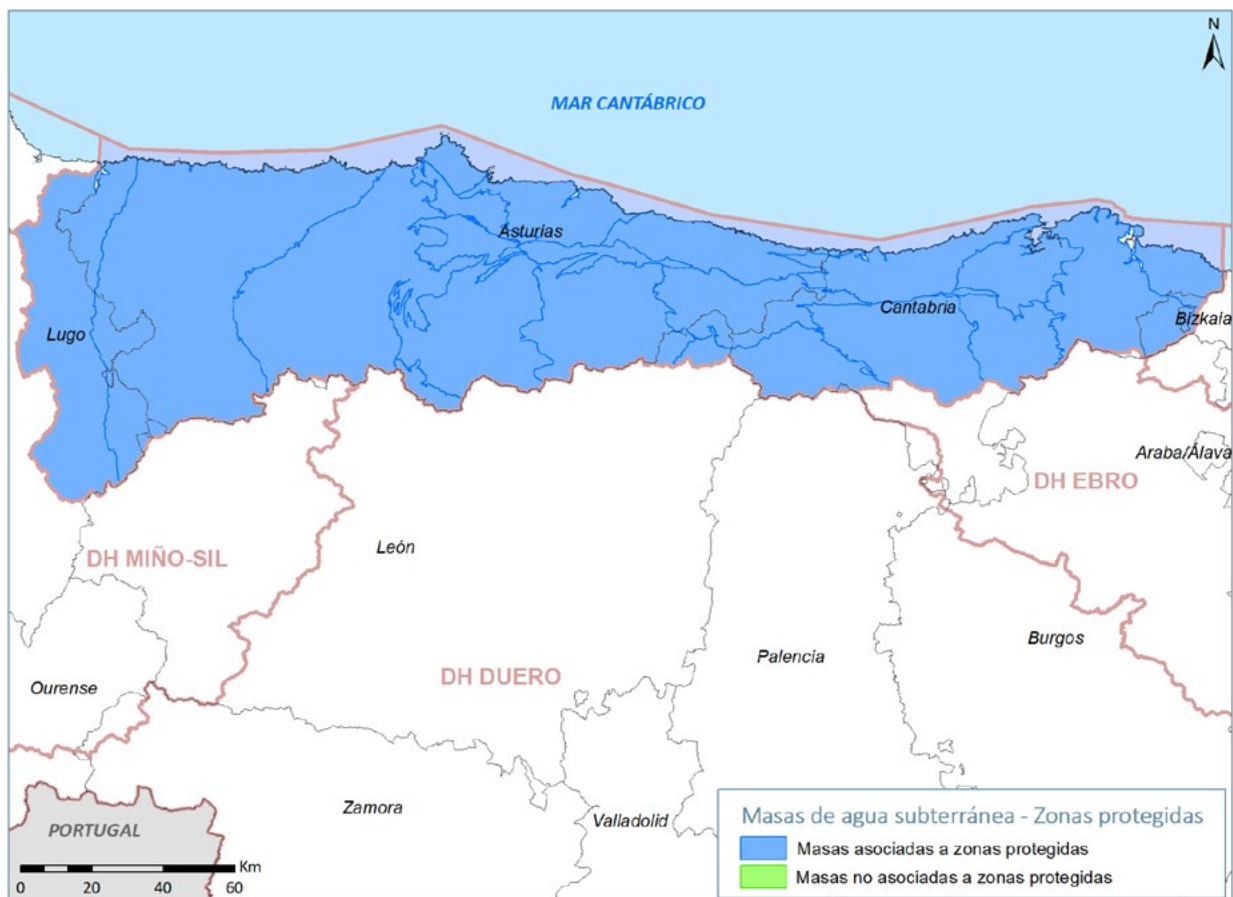 N
MAR CANTÁBRICO
Asturias
Cantabria
Lugo
Bizkaia
Araba/Álava
DH EBRO
León
DH MIÑO-SIL
Burgos
Palencia
DH DUERO
Ourense
Zamora
Valladolid
PORTUGAL
Km
0 10 20 40 60
Masas de agua subterránéa - Zonas protegidas
Masas asociadas a zonas protegidas
Masas no asociadas a zonas protegidas